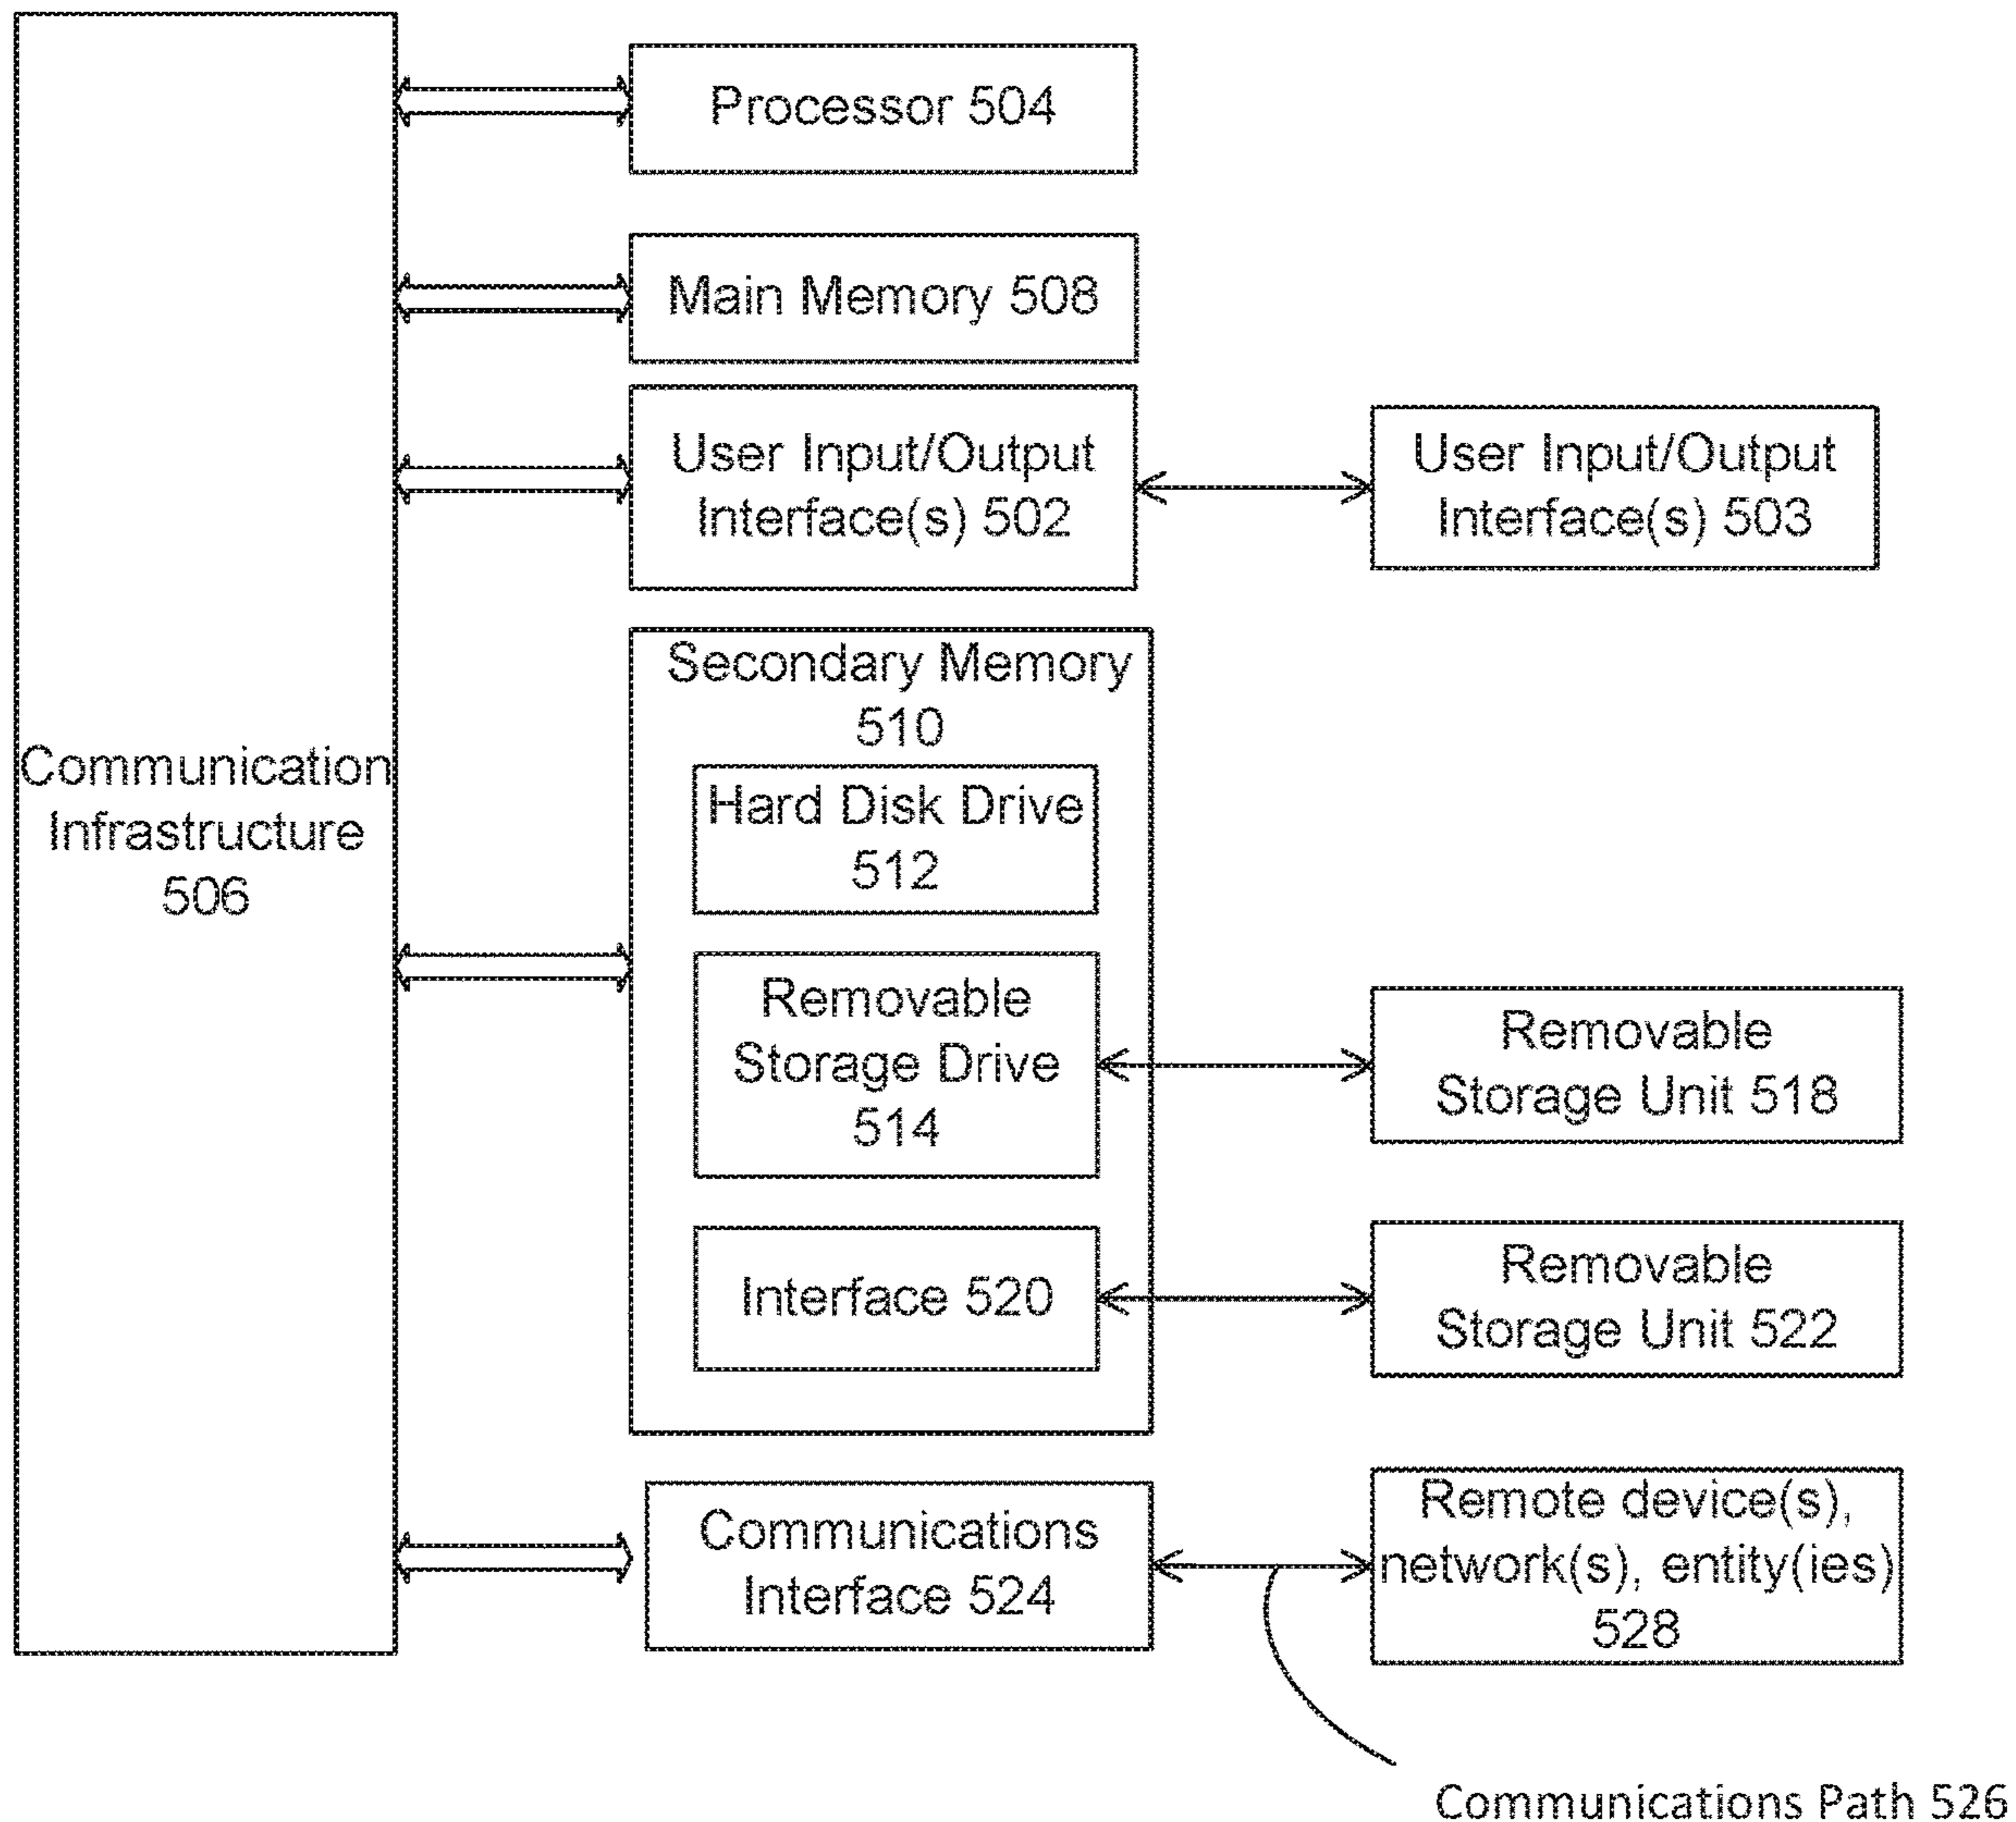 Processor 504
Main Memory 508
User Input/Output
Interface(s) 502
User Input/Output
Interface(s) 503
Communication
Infrastructure
506
Secondary Memory
510
Hard Disk Drive
512
Removable
Storage Drive
514
Removable
Storage Unit 518
Interface 520
Removable
Storage Unit 522
Communications
Interface 524
Remote device(s),
network(s), entity(ies)
528
Communications Path 526